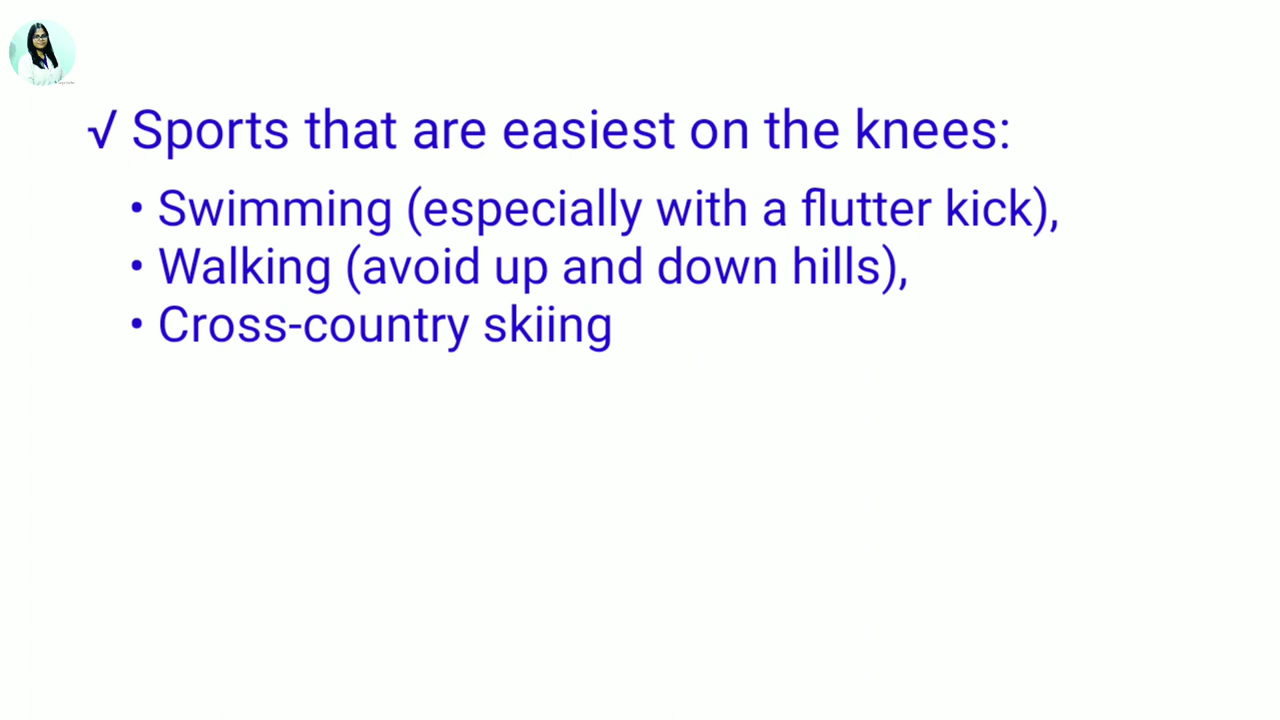 √ Sports that are easiest on the knees:
• Swimming (especially with a flutter kick),
• Walking (avoid up and down hills),
• Cross-country skiing